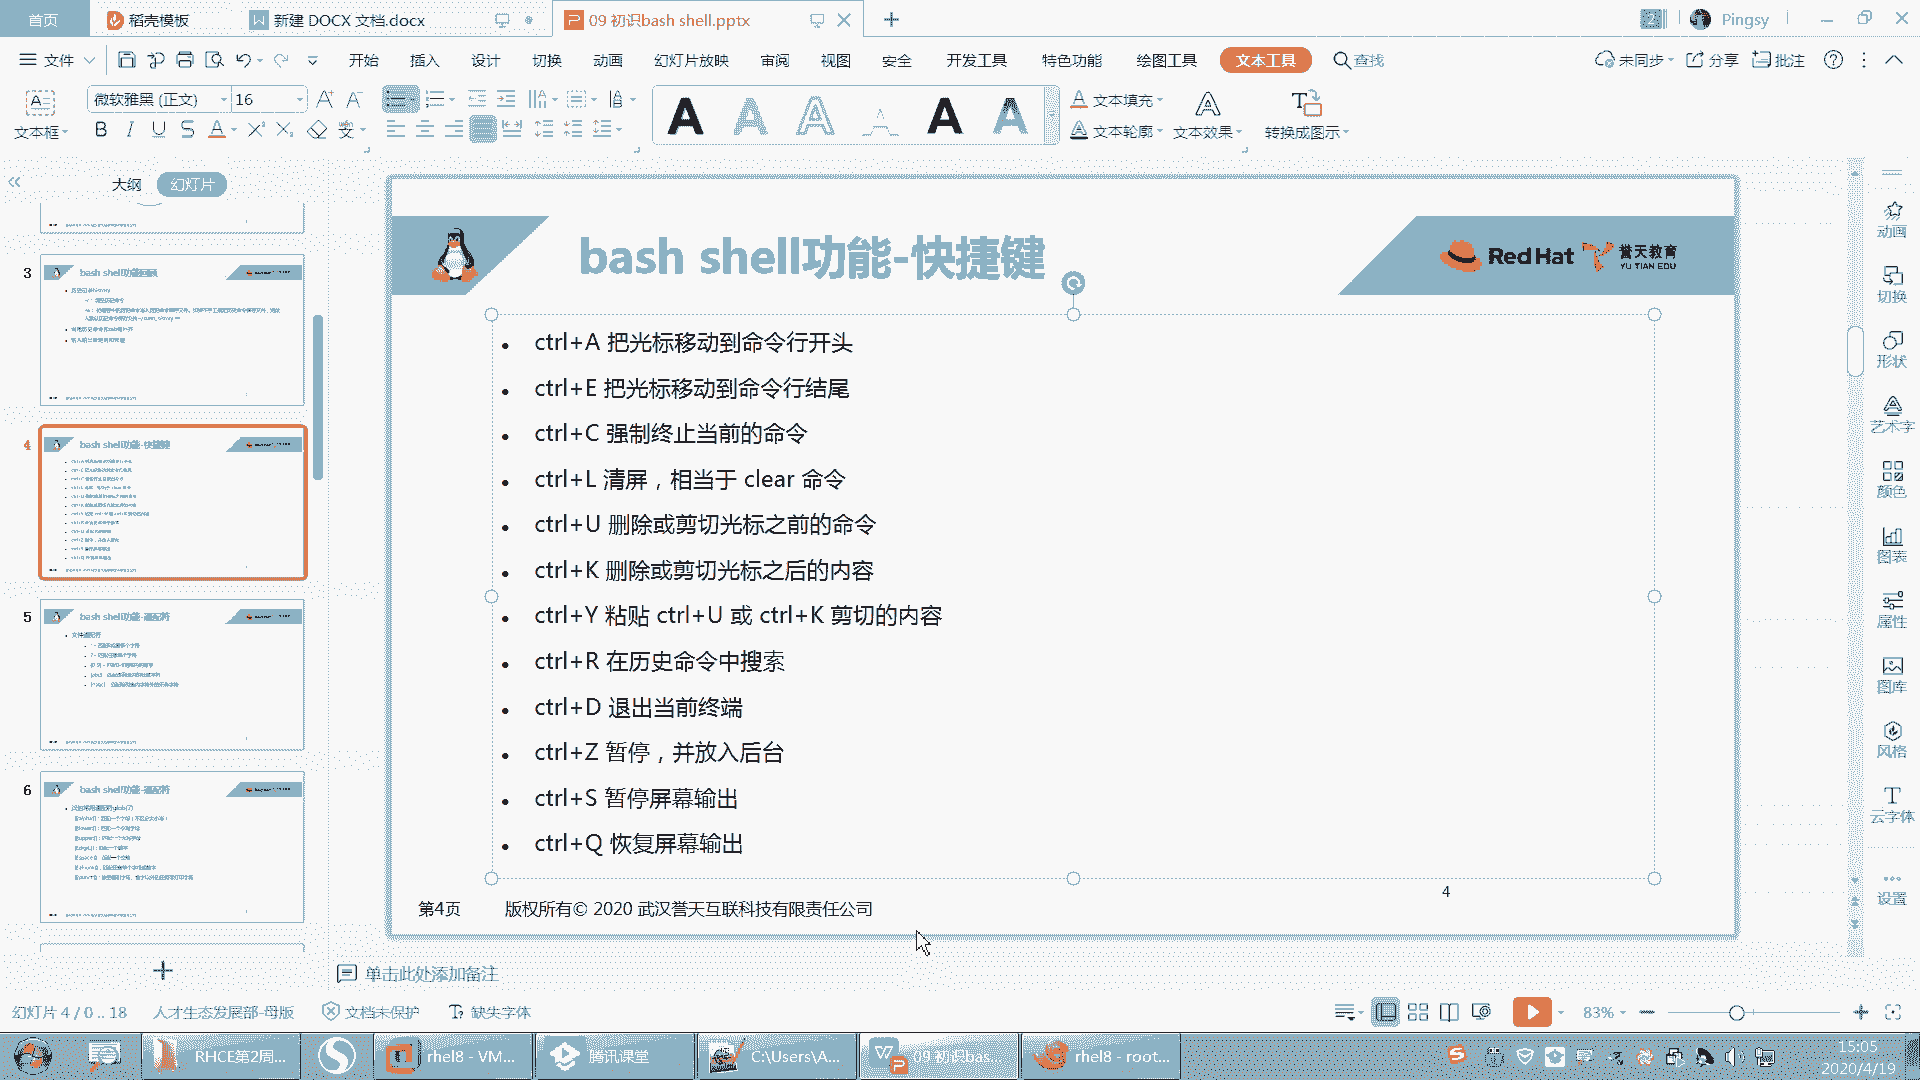 首页
稻壳模板
新建 DOCX 文档.docx
09 初识bash shell.pptx
Pingsy
文件
开始
插入
设计
切换
动画
幻灯片放映
审阅
视图
安全
开发工具
特色功能
绘图工具
文本工具
查找
未同步
分享
批注
文本框
微软雅黑 (正文)
16
文本填充
文本轮廓
文本效果
转换成图示
大纲
幻灯片
3
bash shell功能回顾
4
bash shell功能-快捷键
5
bash shell功能-通配符
文件通配符
6
bash shell功能-通配符
bash shell功能-快捷键
Red Hat
誉天教育
YU TIAN EDU
ctrl+A 把光标移动到命令行开头
ctrl+E 把光标移动到命令行结尾
ctrl+C 强制终止当前的命令
ctrl+L 清屏，相当于 clear 命令
ctrl+U 删除或剪切光标之前的命令
ctrl+K 删除或剪切光标之后的内容
ctrl+Y 粘贴 ctrl+U 或 ctrl+K 剪切的内容
ctrl+R 在历史命令中搜索
ctrl+D 退出当前终端
ctrl+Z 暂停，并放入后台
ctrl+S 暂停屏幕输出
ctrl+Q 恢复屏幕输出
4
第4页
版权所有© 2020 武汉誉天互联科技有限责任公司
动画
切换
形状
艺术字
颜色
图表
属性
图库
风格
云字体
设置
单击此处添加备注
幻灯片 4 / 0 .. 18
人才生态发展部-母版
文档未保护
缺失字体
83%
RHCE第2周...
rhel8 - VM...
腾讯课堂
C:\Users\A...
09 初识bas...
rhel8 - root...
15:05
2020/4/19